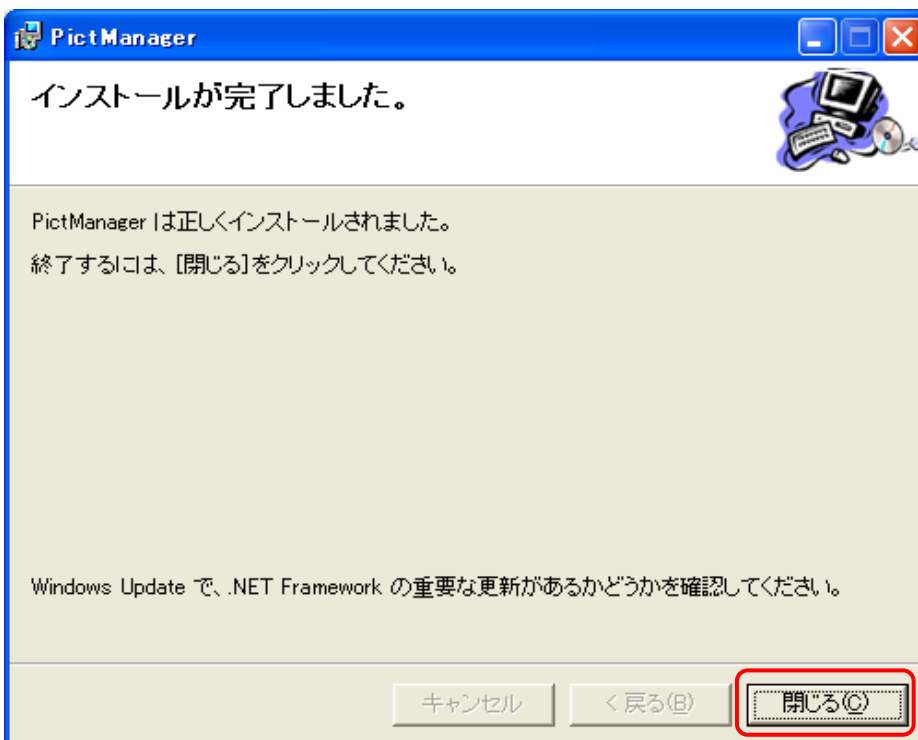 PictManager
インストールが完了しました。
PictManager は正しくインストールされました。
終了するには、[閉じる]をクリックしてください。
Windows Update で、.NET Framework の重要な更新があるかどうかを確認してください。
キャンセル
< 戻る(B)
閉じる(C)